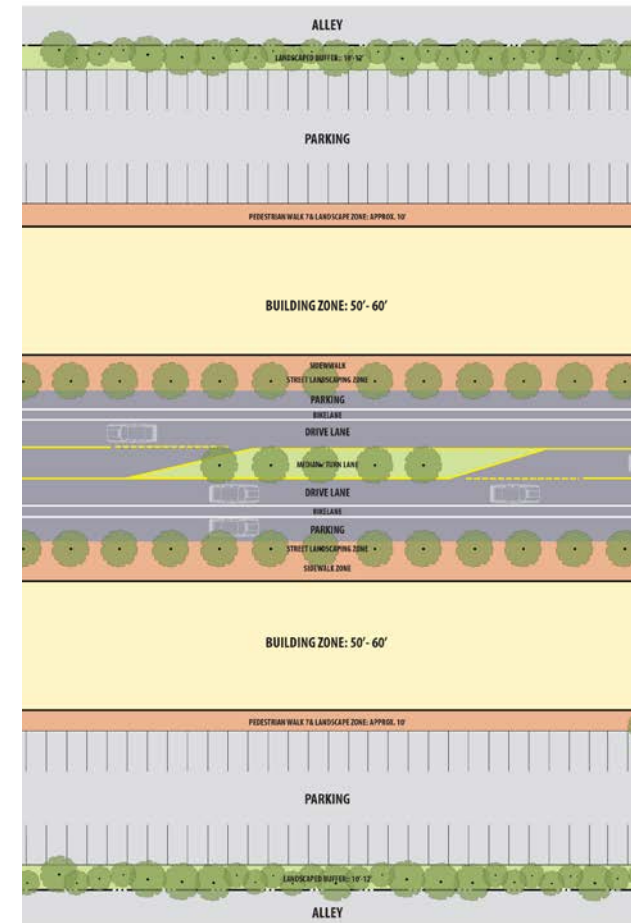 ALLEY
LANDSCAPED BUFFER: 10'-12'
PARKING
PEDESTRIAN WALK ?& LANDSCAPE ZONE: APPROX. 10'
BUILDING ZONE: 50'- 60'
SIDEWALK
STREET LANDSCAPING ZONE
PARKING
BIKELANE
DRIVE LANE
MEDIAN/ TURN LANE
DRIVE LANE
BIKELANE
PARKING
STREET LANDSCAPING ZONE
SIDEWALK ZONE
BUILDING ZONE: 50'- 60'
PEDESTRIAN WALK ?& LANDSCAPE ZONE: APPROX. 10'
PARKING
LANDSCAPED BUFFER: 10'-12'
ALLEY